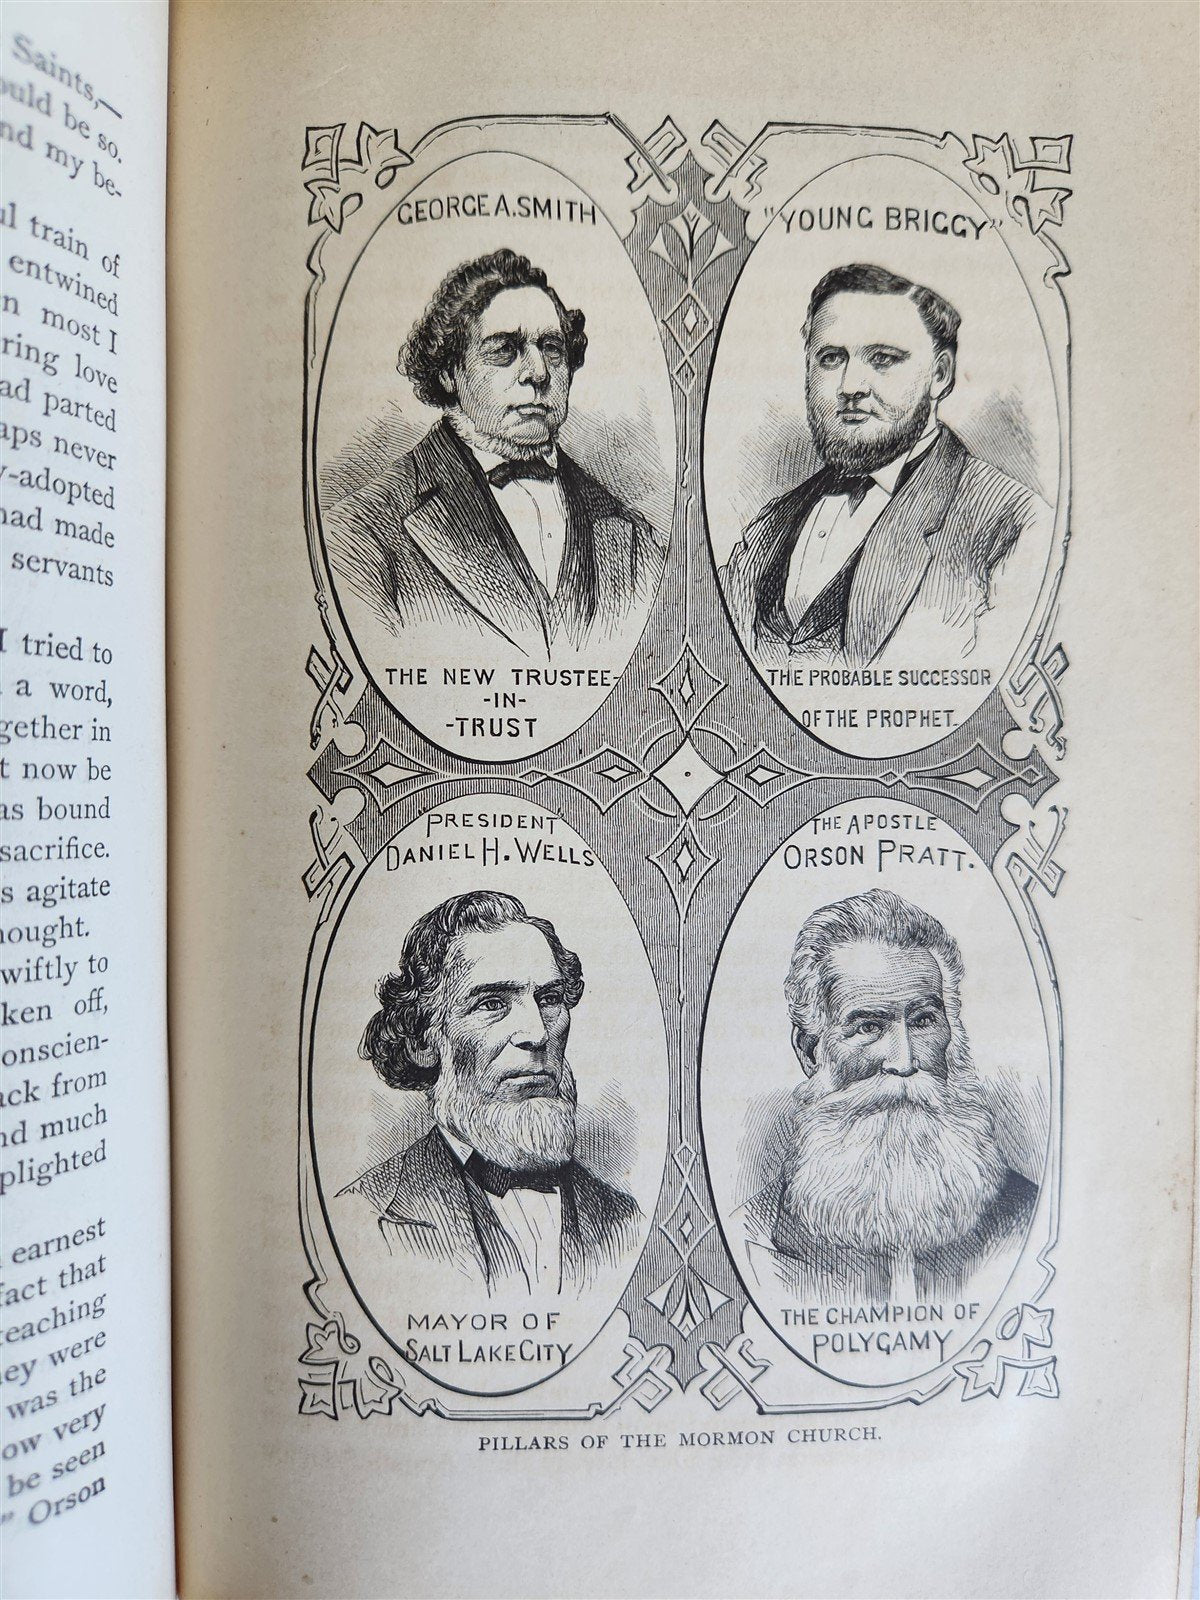 Saints,—
ould be so.
nd my be-
train of
entwined
most I
ring love
ad parted
aps never
-adopted
had made
servants
I tried to
a word,
gether in
t now be
as bound
sacrifice.
s agitate
hought.
wiftly to
ken off,
onscien-
ack from
nd much
plighted
earnest
fact that
teaching
ey were
was the
ow very
be seen
" Orson
GEORGE A. SMITH
THE NEW TRUSTEE-
-IN-
-TRUST
"YOUNG BRIGGY"
THE PROBABLE SUCCESSOR
OF THE PROPHET.
"PRESIDENT"
DANIEL H. WELLS
MAYOR OF
SALT LAKE CITY
THE APOSTLE
ORSON PRATT.
THE CHAMPION OF
POLYGAMY
PILLARS OF THE MORMON CHURCH.